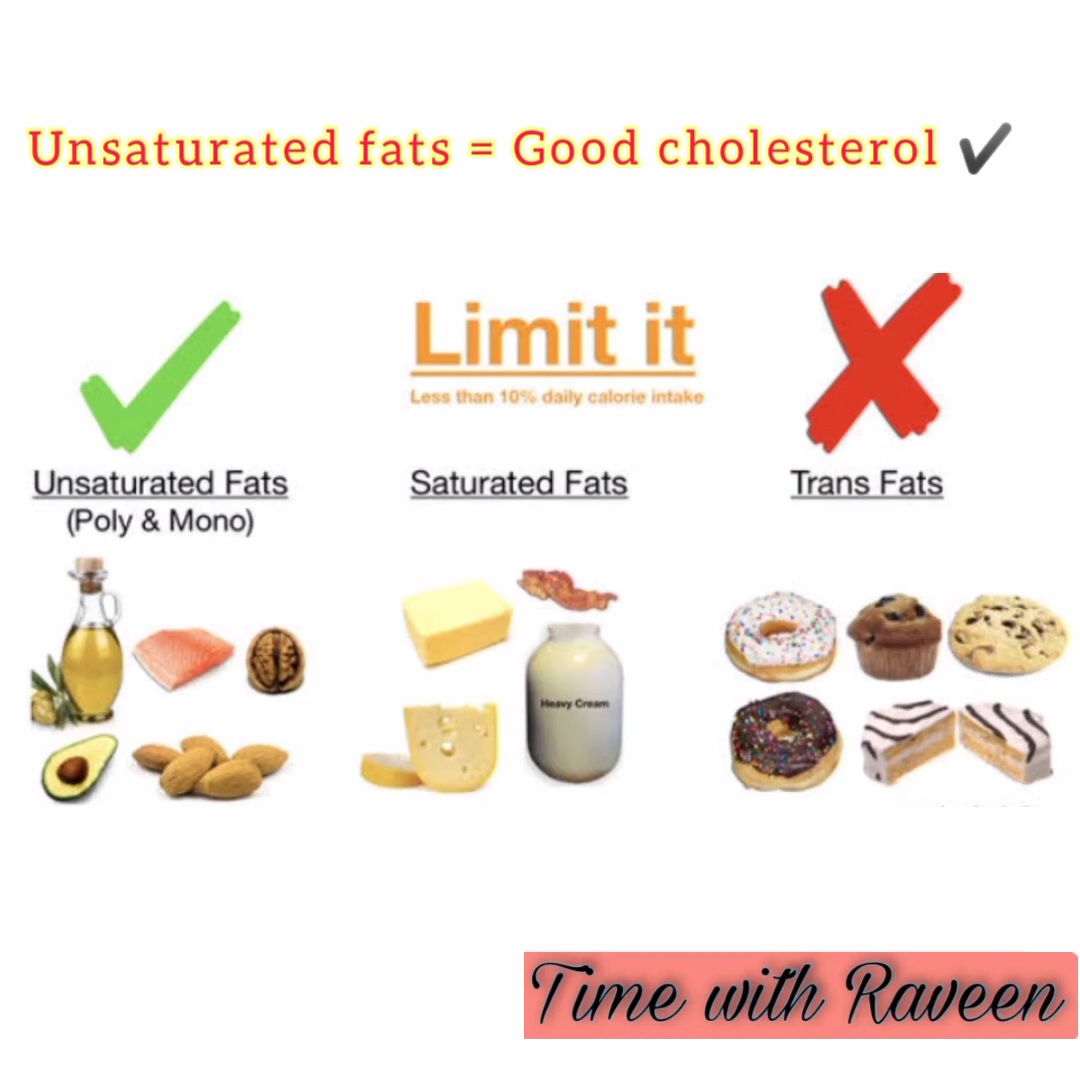 Unsaturated fats = Good cholesterol ✔
Limit it
Less than 10% daily calorie intake
Unsaturated Fats
(Poly & Mono)
Saturated Fats
Trans Fats
Heavy Cream
Time with Raveen